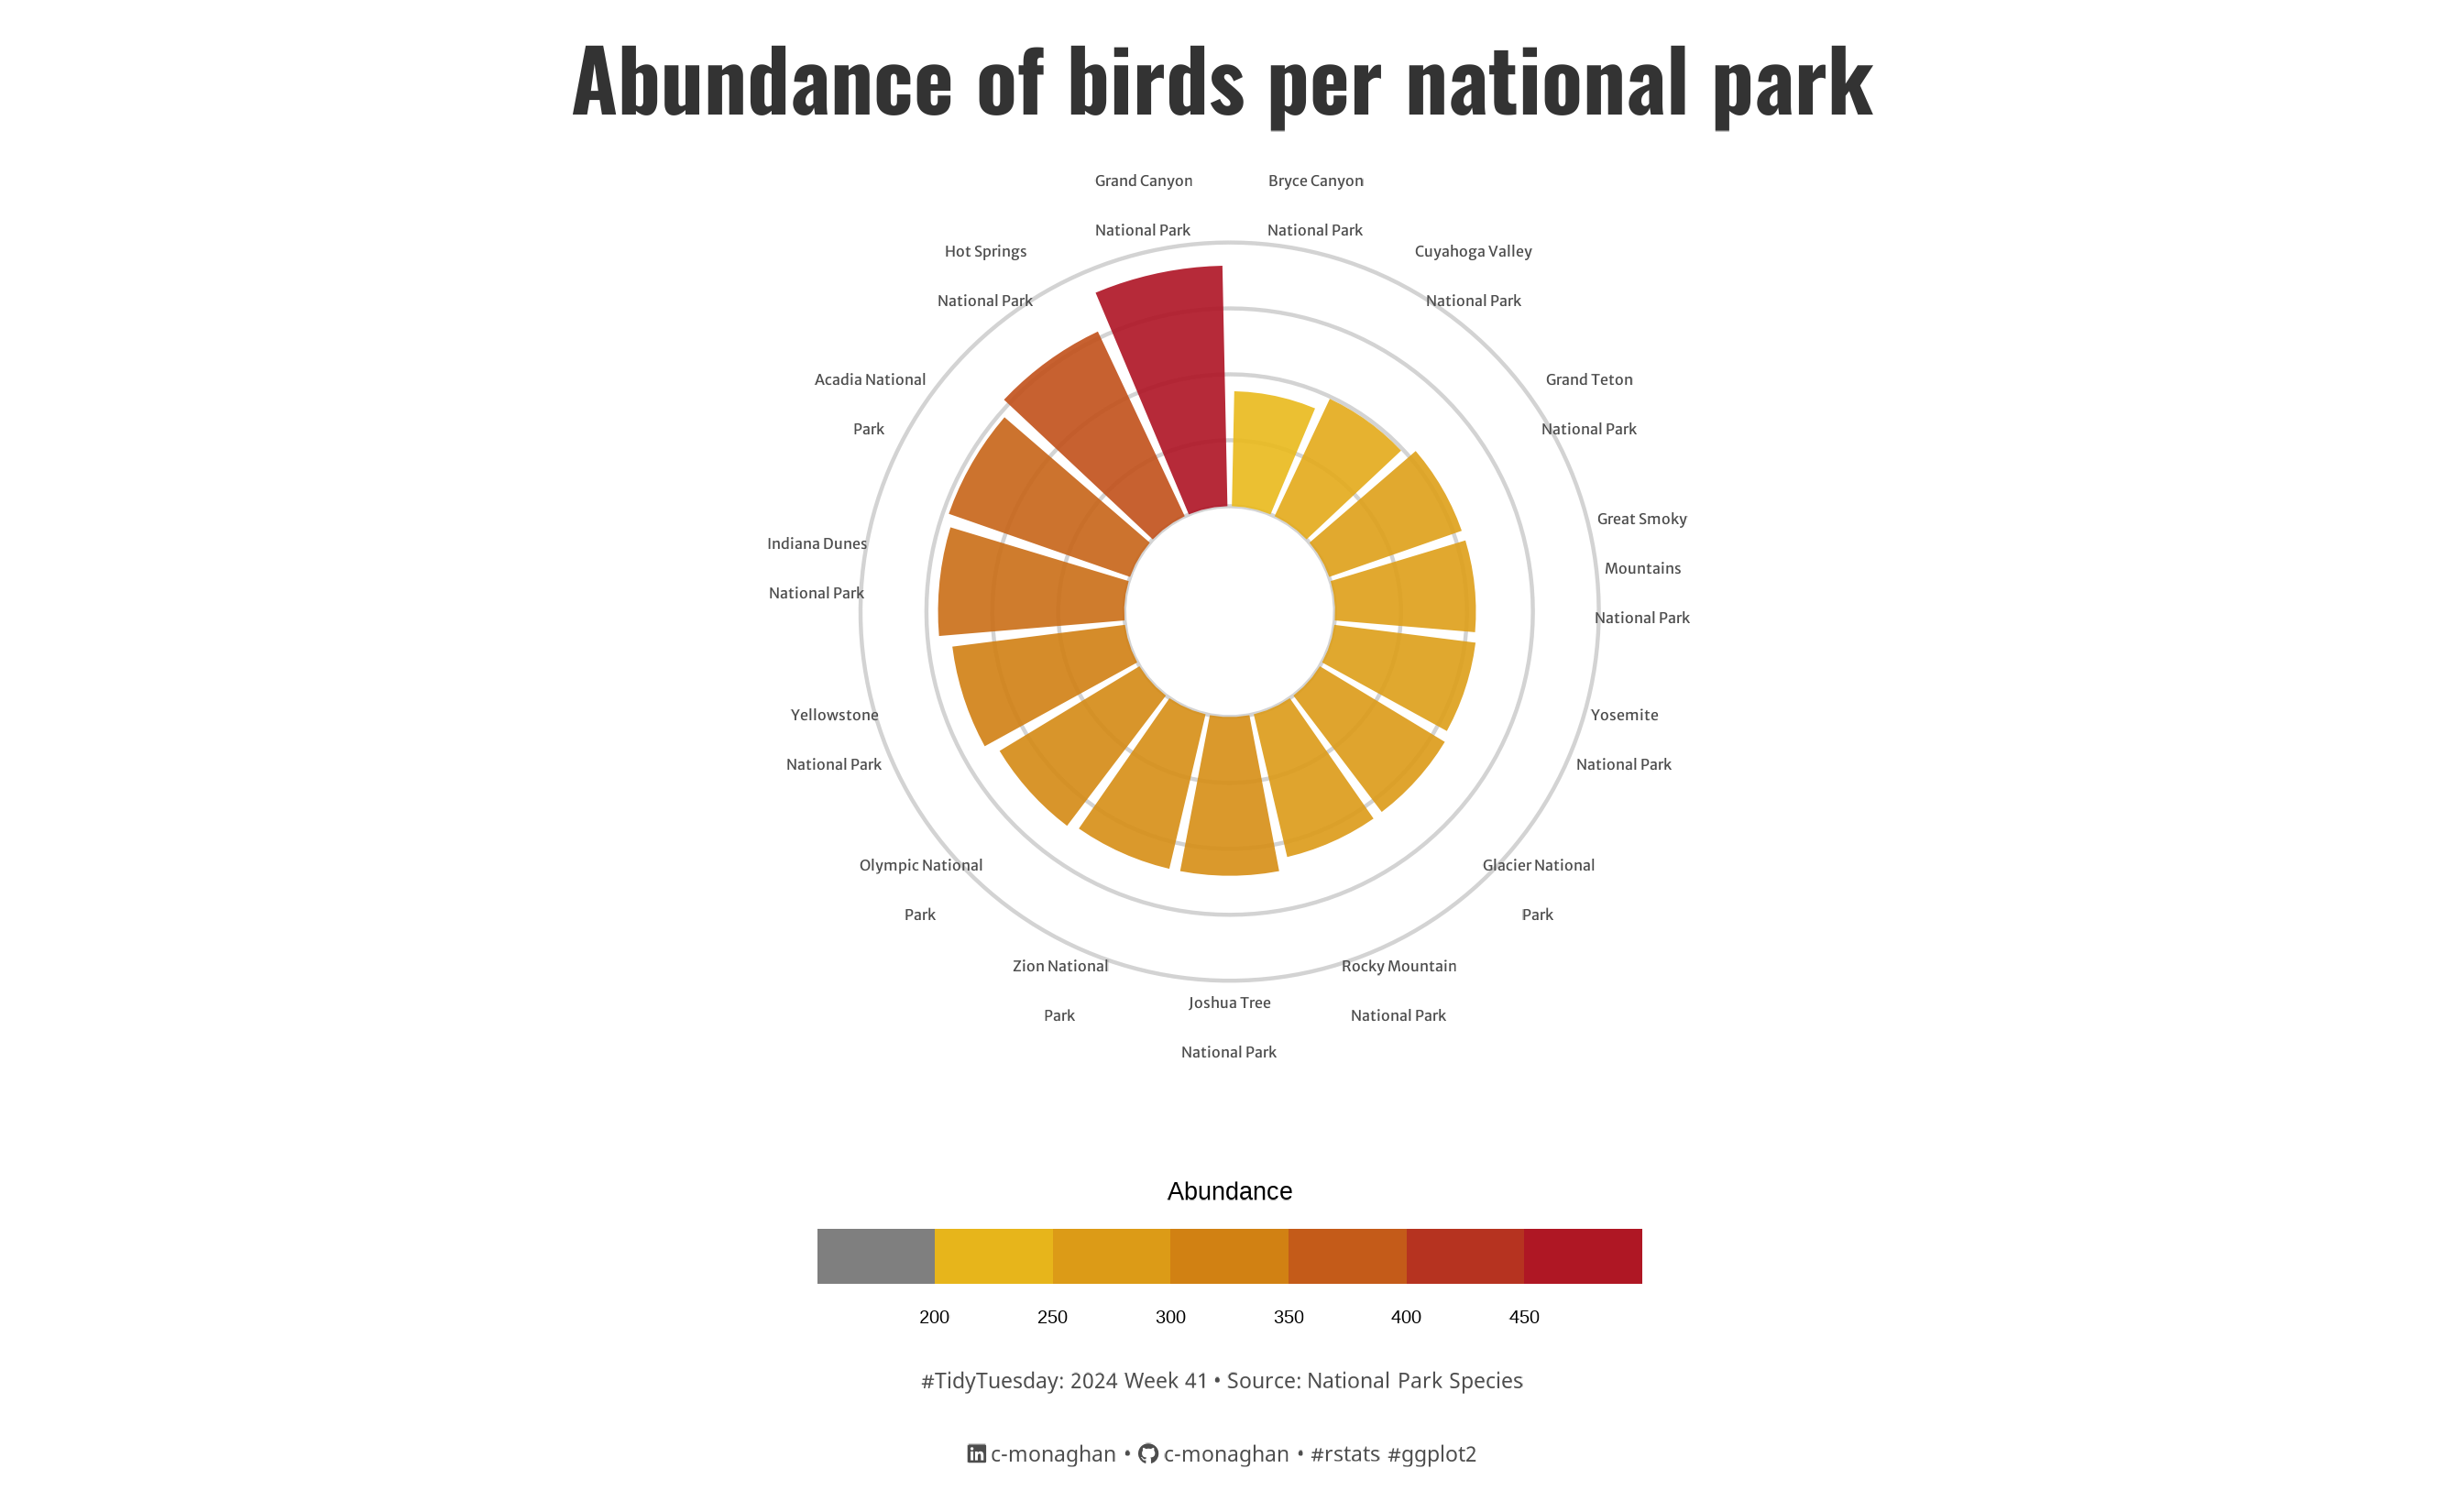 Abundance of birds per national park
Grand Canyon
National Park
Bryce Canyon
National Park
Hot Springs
National Park
Cuyahoga Valley
National Park
Acadia National
Park
Grand Teton
National Park
Indiana Dunes
National Park
Great Smoky
Mountains
National Park
Yellowstone
National Park
Yosemite
National Park
Olympic National
Park
Glacier National
Park
Zion National
Park
Rocky Mountain
National Park
Joshua Tree
National Park
Abundance
200 250 300 350 400 450
#TidyTuesday: 2024 Week 41 • Source: National Park Species
c-monaghan • c-monaghan • #rstats #ggplot2